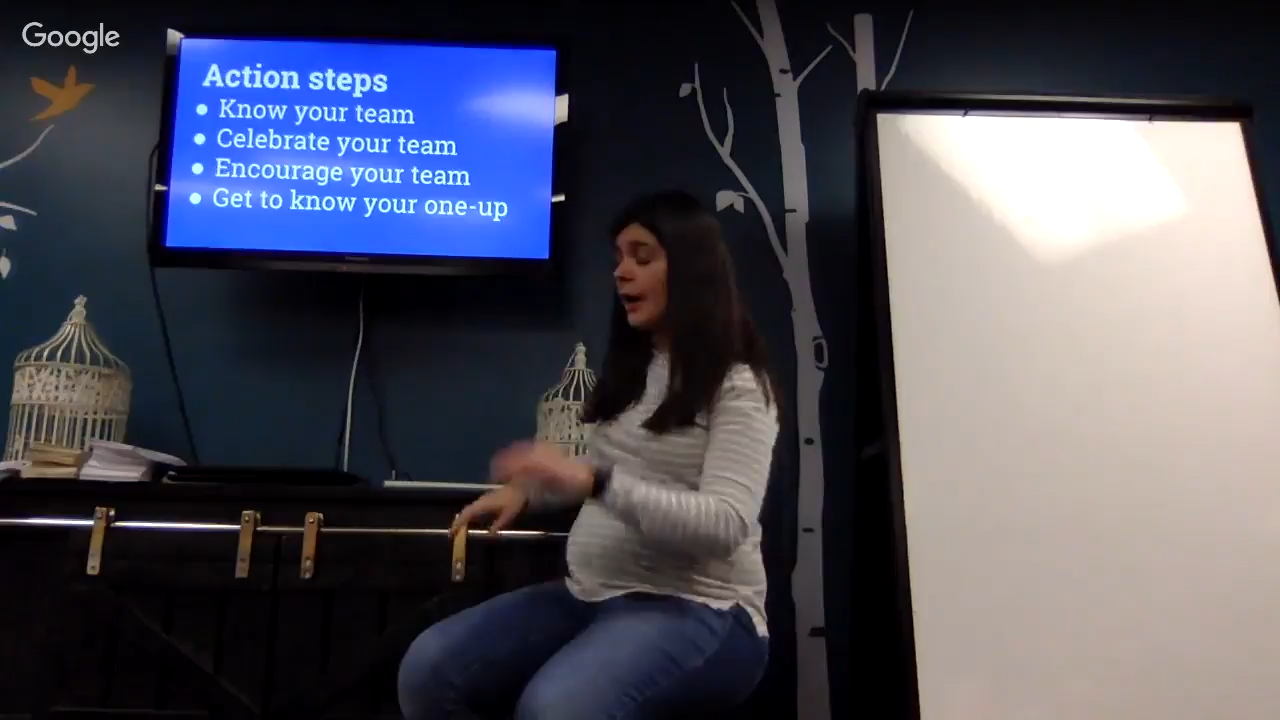 Google
Action steps
• Know your team
• Celebrate your team
• Encourage your team
• Get to know your one-up